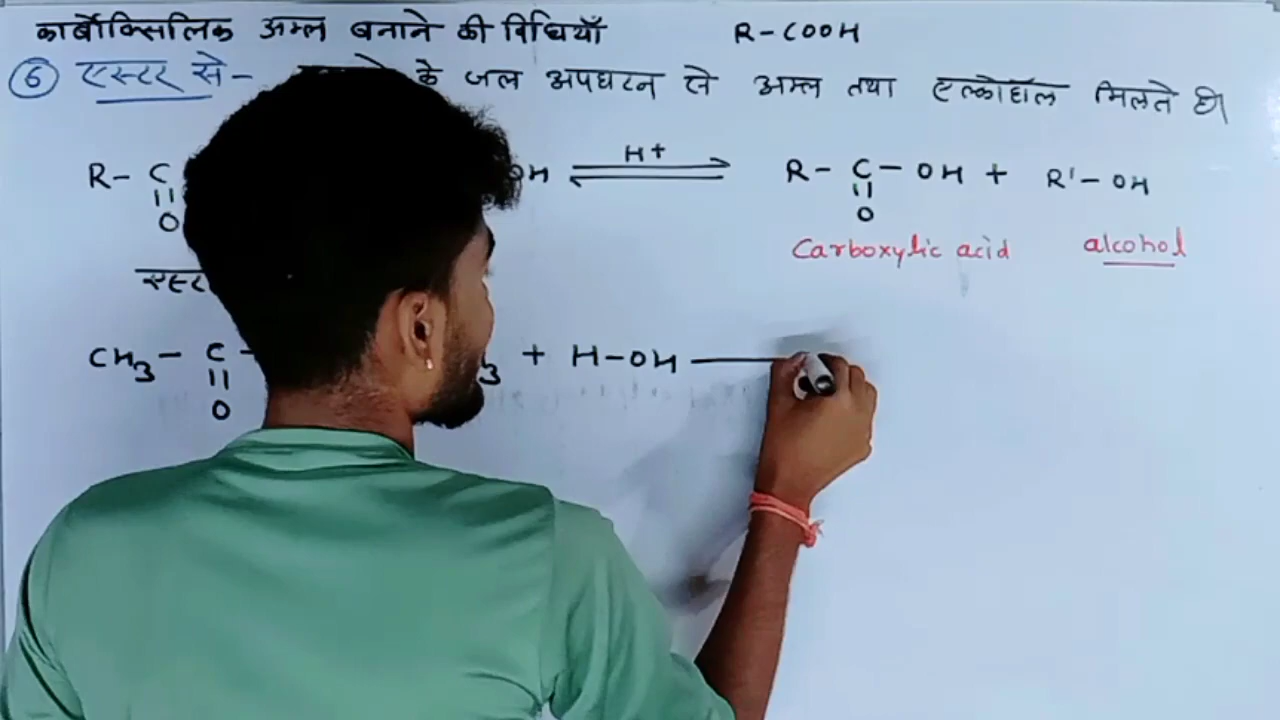 कार्बोक्सिलिक अम्ल बनाने की विधियाँ R-COOH
6 एस्टर से - के जल अपघटन से अम्ल तथा एल्कोहॉल मिलते है।
R- C OH ⇌ H+ R- C - OH + R'- OH
|| ||
O O
Carboxylic acid alcohol
CH3 - C - 3 + H-OH
||
O